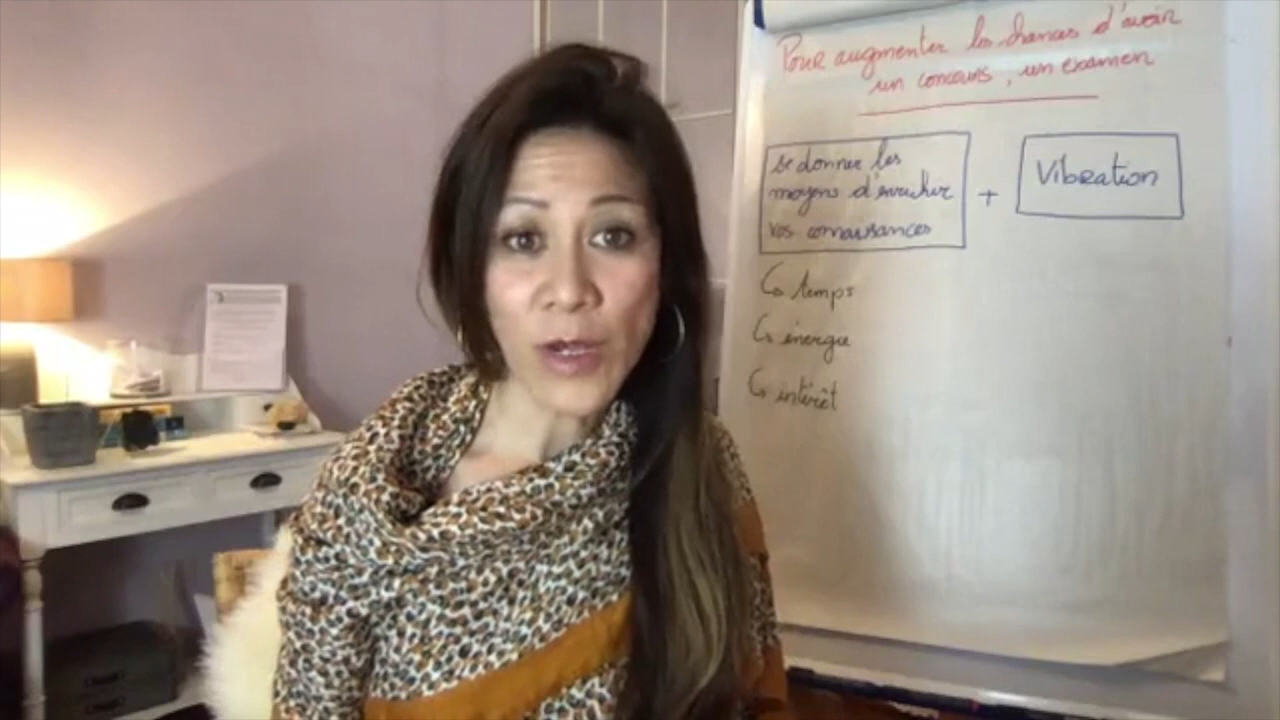 Pour augmenter les chances d'avoir
un concours, un examen
se donner les
moyens d'enrichir
vos connaissances
+
Vibration
↳ temps
↳ énergie
↳ intérêt